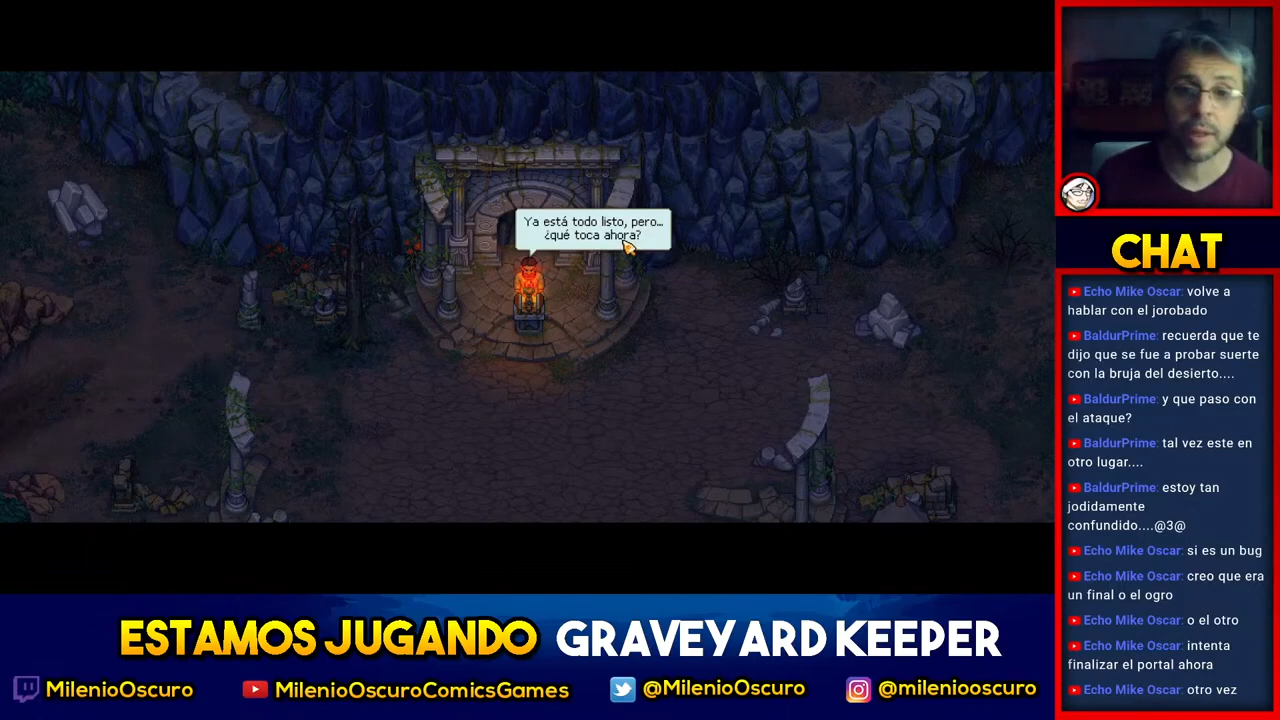 Ya está todo listo, pero...
¿qué toca ahora?
CHAT
Echo Mike Oscar: volve a
hablar con el jorobado
BaldurPrime: recuerda que te
dijo que se fue a probar suerte
con la bruja del desierto....
BaldurPrime: y que paso con
el ataque?
BaldurPrime: tal vez este en
otro lugar....
BaldurPrime: estoy tan
jodidamente
confundido....@3@
Echo Mike Oscar: si es un bug
Echo Mike Oscar: creo que era
un final o el ogro
Echo Mike Oscar: o el otro
Echo Mike Oscar: intenta
finalizar el portal ahora
Echo Mike Oscar: otro vez
ESTAMOS JUGANDO GRAVEYARD KEEPER
MilenioOscuro MilenioOscuroComicsGames @MilenioOscuro @mileniooscuro